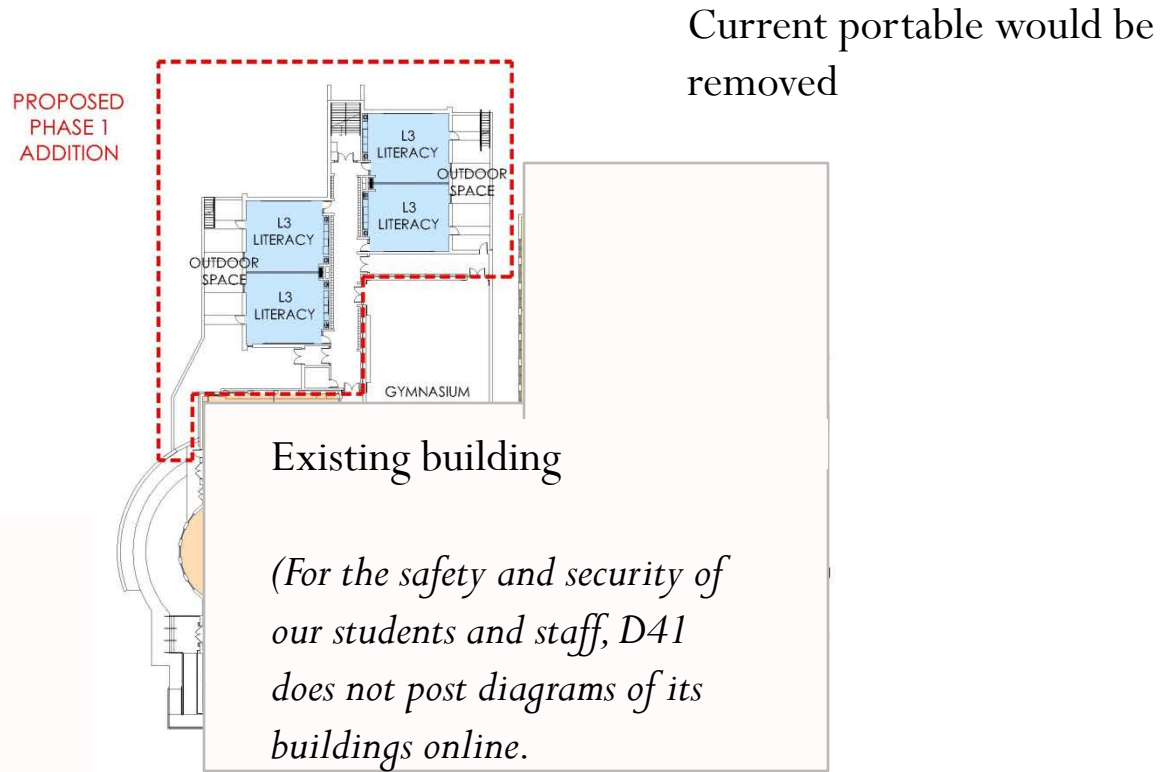 Current portable would be
removed
PROPOSED
PHASE 1
ADDITION
L3
LITERACY
OUTDOOR
SPACE
L3
LITERACY
L3
LITERACY
OUTDOOR
SPACE
L3
LITERACY
GYMNASIUM
Existing building
(For the safety and security of
our students and staff, D41
does not post diagrams of its
buildings online.